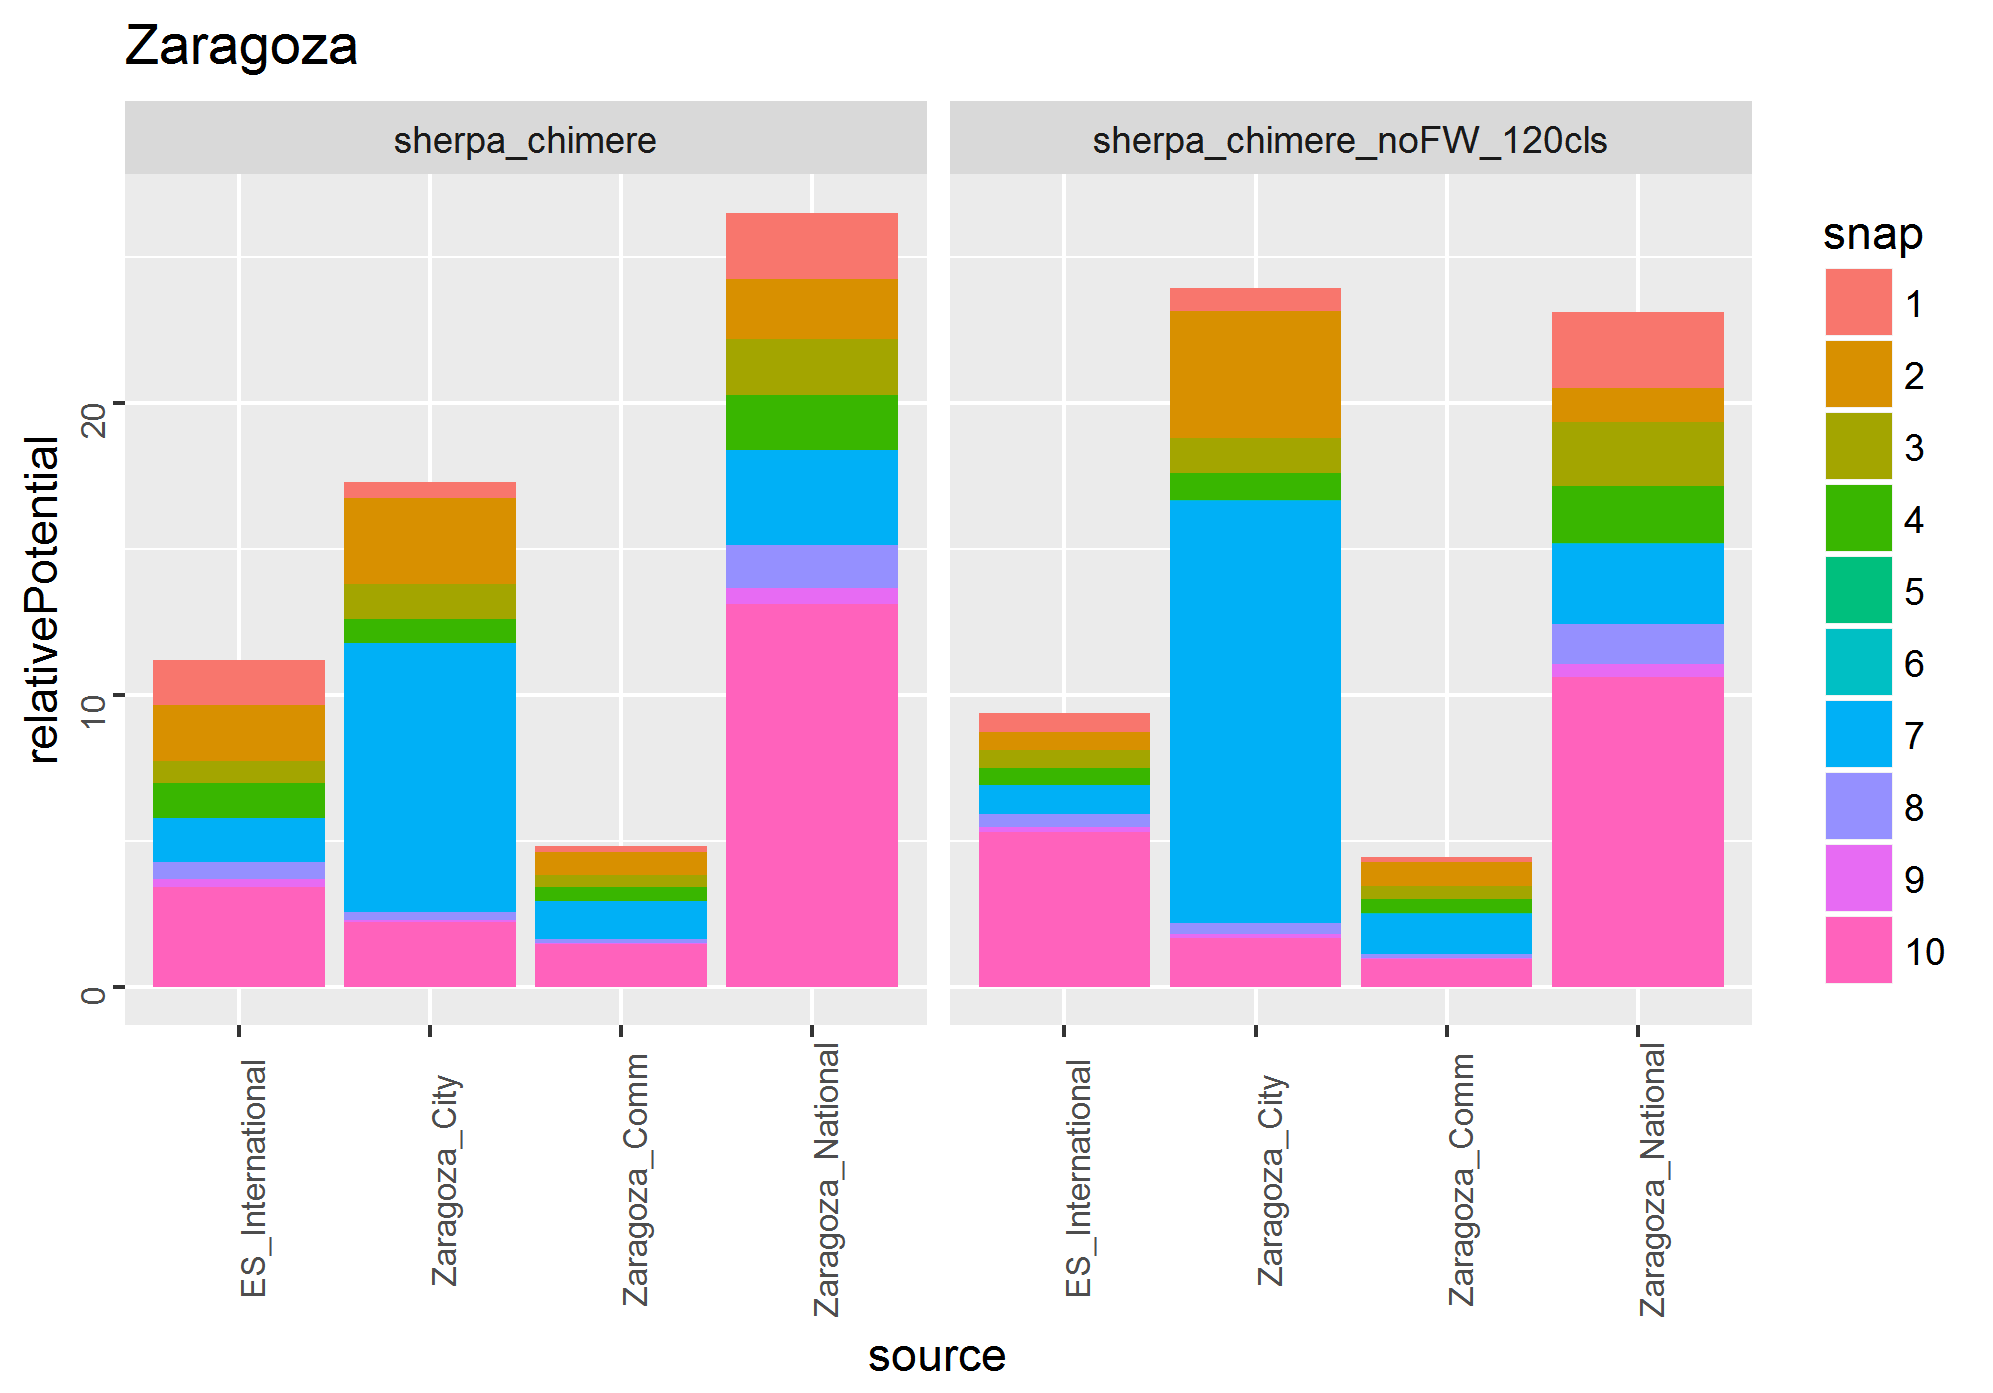 Zaragoza
sherpa_chimere
sherpa_chimere_noFW_120cls
relativePotential
20
10
0
ES_International
Zaragoza_City
Zaragoza_Comm
Zaragoza_National
ES_International
Zaragoza_City
Zaragoza_Comm
Zaragoza_National
source
snap
1
2
3
4
5
6
7
8
9
10